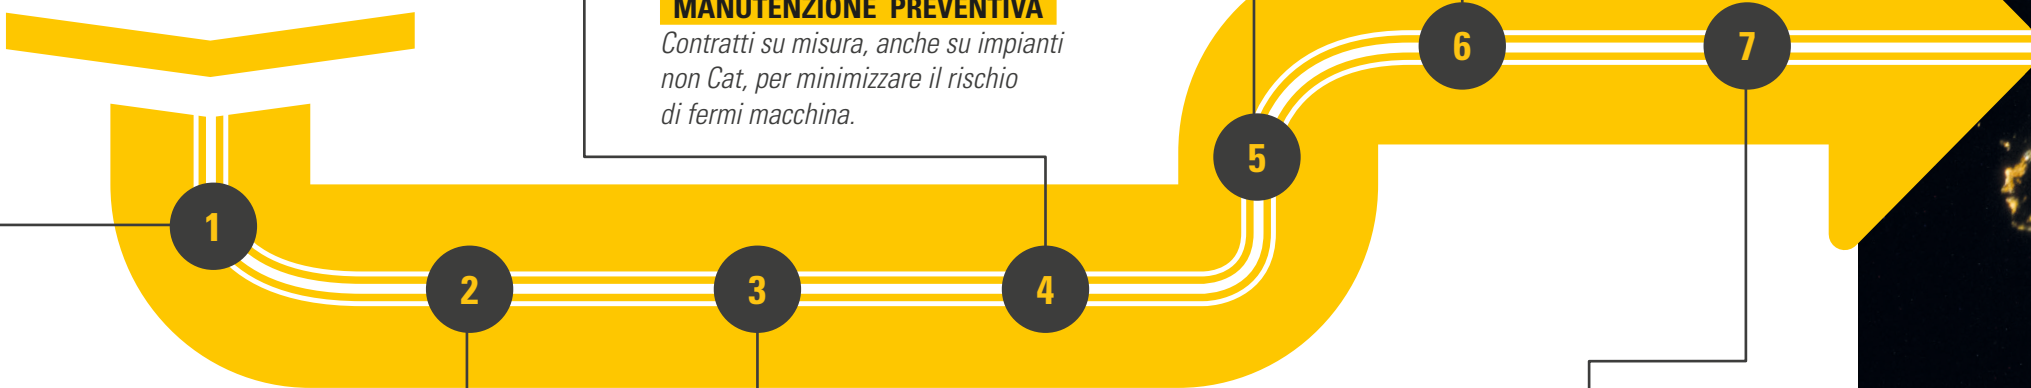 MANUTENZIONE PREVENTIVA
Contratti su misura, anche su impianti
non Cat, per minimizzare il rischio
di fermi macchina.
6
7
5
1
2
3
4